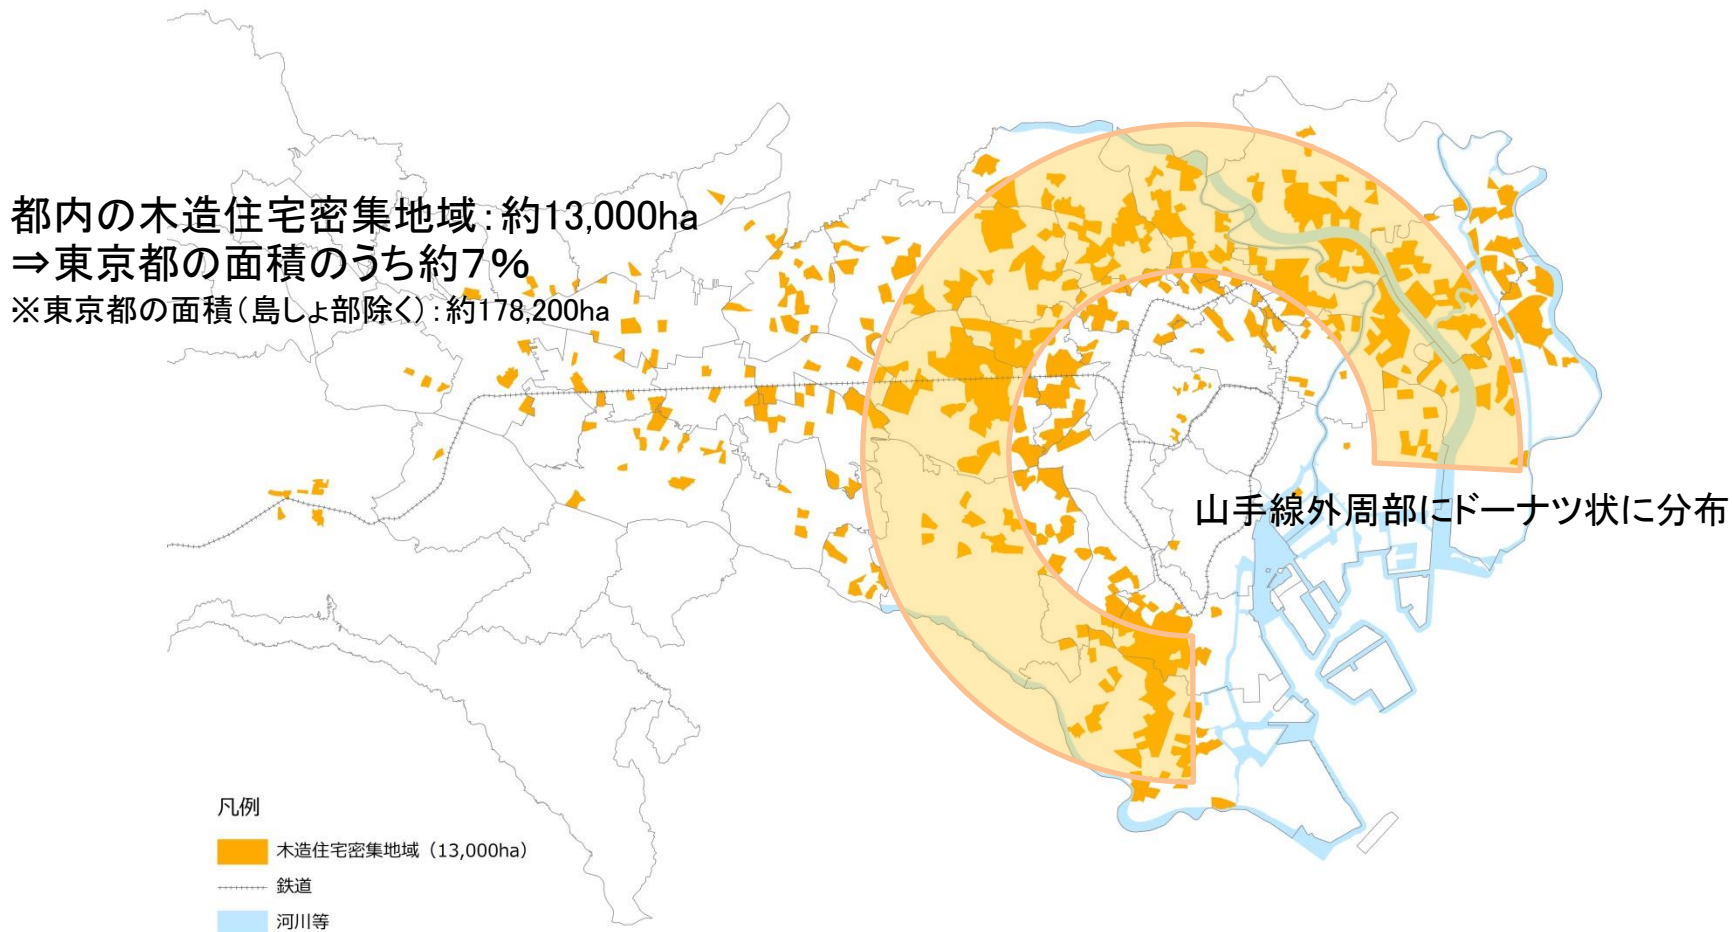 都内の木造住宅密集地域：約13,000ha
⇒東京都の面積のうち約７％
※東京都の面積（島しょ部除く）：約178,200ha
山手線外周部にドーナツ状に分布
凡例
木造住宅密集地域（13,000ha）
鉄道
河川等